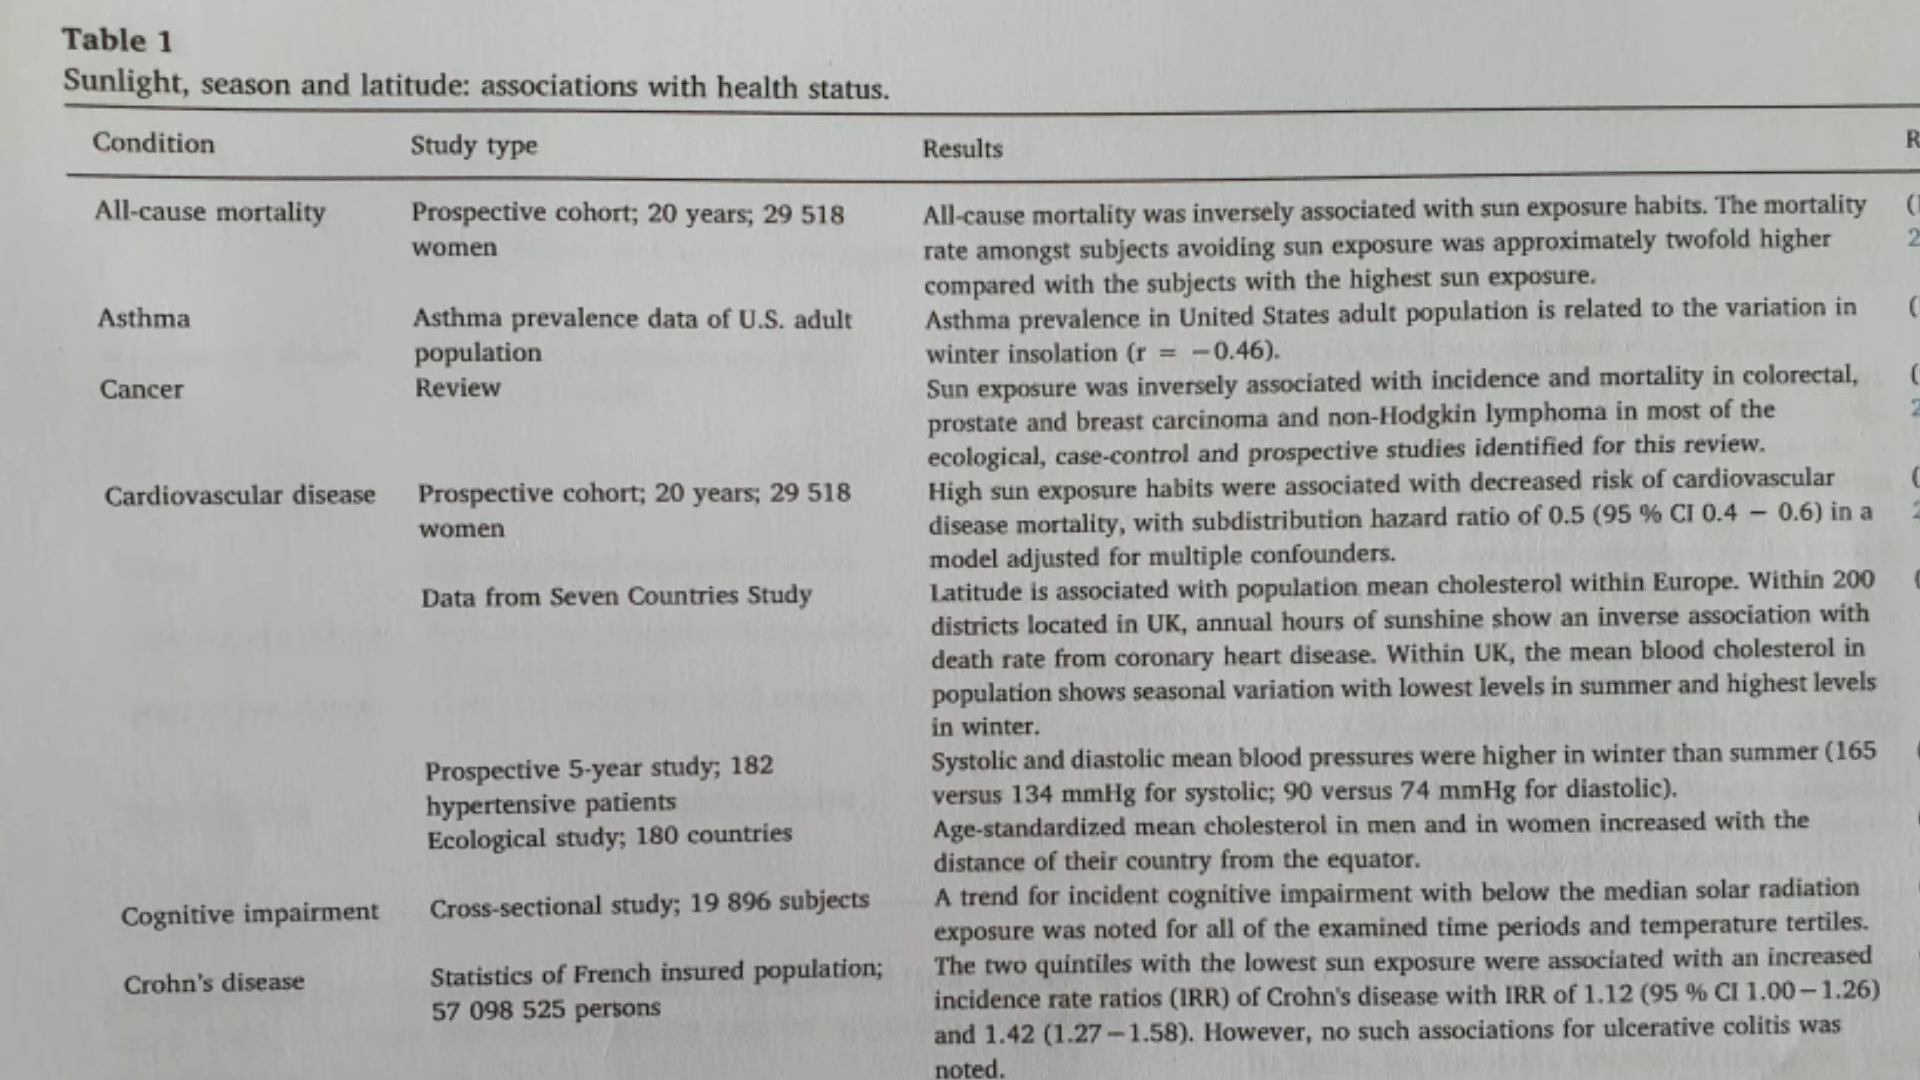 Table 1
Sunlight, season and latitude: associations with health status.
Condition Study type Results
All-cause mortality Prospective cohort; 20 years; 29 518 All-cause mortality was inversely associated with sun exposure habits. The mortality
women rate amongst subjects avoiding sun exposure was approximately twofold higher
compared with the subjects with the highest sun exposure.
Asthma Asthma prevalence data of U.S. adult Asthma prevalence in United States adult population is related to the variation in
population winter insolation (r = −0.46).
Cancer Review Sun exposure was inversely associated with incidence and mortality in colorectal,
prostate and breast carcinoma and non-Hodgkin lymphoma in most of the
ecological, case-control and prospective studies identified for this review.
Cardiovascular disease Prospective cohort; 20 years; 29 518 High sun exposure habits were associated with decreased risk of cardiovascular
women disease mortality, with subdistribution hazard ratio of 0.5 (95 % CI 0.4 − 0.6) in a
model adjusted for multiple confounders.
Data from Seven Countries Study Latitude is associated with population mean cholesterol within Europe. Within 200
districts located in UK, annual hours of sunshine show an inverse association with
death rate from coronary heart disease. Within UK, the mean blood cholesterol in
population shows seasonal variation with lowest levels in summer and highest levels
in winter.
Prospective 5-year study; 182 Systolic and diastolic mean blood pressures were higher in winter than summer (165
hypertensive patients versus 134 mmHg for systolic; 90 versus 74 mmHg for diastolic).
Ecological study; 180 countries Age-standardized mean cholesterol in men and in women increased with the
distance of their country from the equator.
Cognitive impairment Cross-sectional study; 19 896 subjects A trend for incident cognitive impairment with below the median solar radiation
exposure was noted for all of the examined time periods and temperature tertiles.
Crohn's disease Statistics of French insured population; The two quintiles with the lowest sun exposure were associated with an increased
57 098 525 persons incidence rate ratios (IRR) of Crohn's disease with IRR of 1.12 (95 % CI 1.00−1.26)
and 1.42 (1.27−1.58). However, no such associations for ulcerative colitis was
noted.